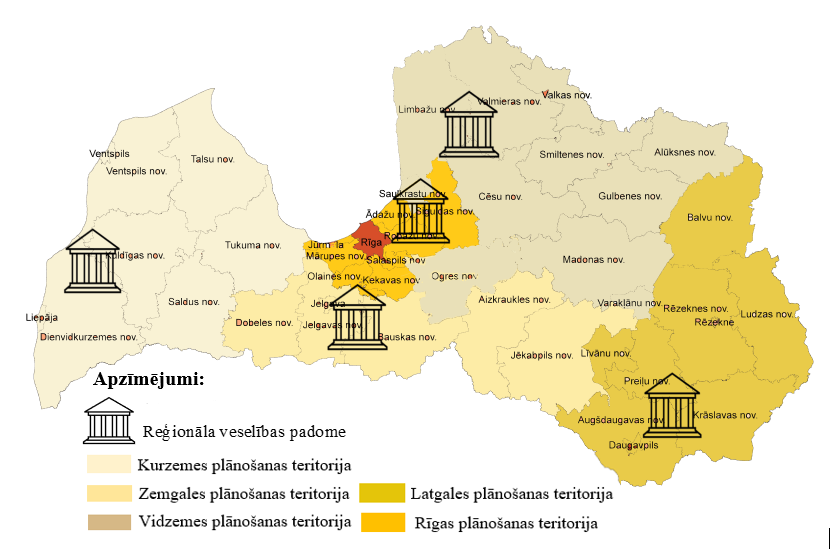 Valkas nov.
Limbažu nov.
Valmieras nov.
Ventspils
Ventspils nov.
Talsu nov.
Smiltenes nov.
Alūksnes nov.
Saulkrastu nov.
Cēsu nov.
Gulbenes nov.
Ādažu nov.
Siguldas nov.
Balvu nov.
Rīga
Ropažu nov.
Tukuma nov.
Mārupes nov.
Salaspils nov.
Kuldīgas nov.
Madonas nov.
Olaines nov.
Ķekavas nov.
Ogres nov.
Saldus nov.
Jelgava
Aizkraukles nov.
Varakļānu nov.
Rēzeknes nov.
Ludzas nov.
Liepāja
Dobeles nov.
Jelgavas nov.
Rēzekne
Dienvidkurzemes nov.
Bauskas nov.
Jēkabpils nov.
Līvānu nov.
Preiļu nov.
Krāslavas nov.
Augšdaugavas nov.
Daugavpils
Apzīmējumi:
Reģionāla veselības padome
Kurzemes plānošanas teritorija
Zemgales plānošanas teritorija
Latgales plānošanas teritorija
Vidzemes plānošanas teritorija
Rīgas plānošanas teritorija